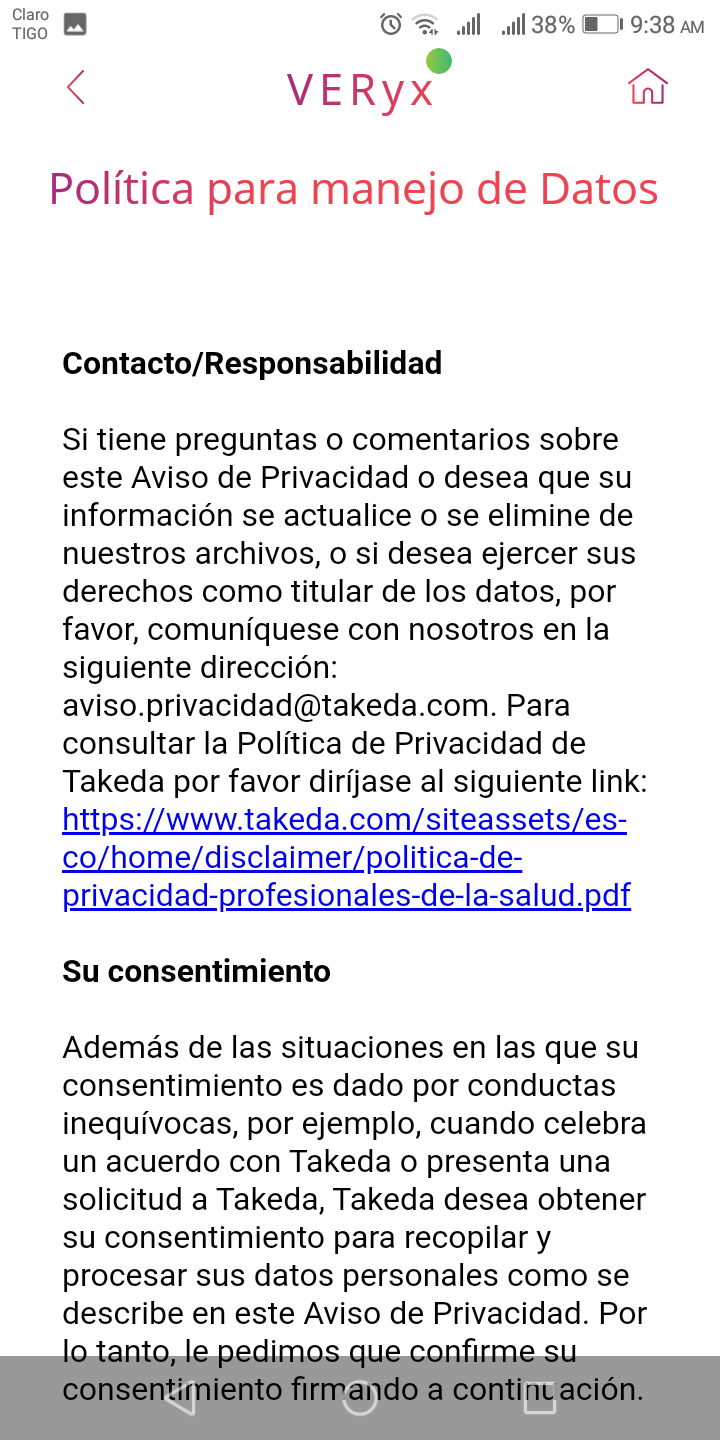 Claro
TIGO
38%
9:38 AM
VERyx
Política para manejo de Datos
Contacto/Responsabilidad
Si tiene preguntas o comentarios sobre
este Aviso de Privacidad o desea que su
información se actualice o se elimine de
nuestros archivos, o si desea ejercer sus
derechos como titular de los datos, por
favor, comuníquese con nosotros en la
siguiente dirección:
aviso.privacidad@takeda.com. Para
consultar la Política de Privacidad de
Takeda por favor diríjase al siguiente link:
https://www.takeda.com/siteassets/es-
co/home/disclaimer/politica-de-
privacidad-profesionales-de-la-salud.pdf
Su consentimiento
Además de las situaciones en las que su
consentimiento es dado por conductas
inequívocas, por ejemplo, cuando celebra
un acuerdo con Takeda o presenta una
solicitud a Takeda, Takeda desea obtener
su consentimiento para recopilar y
procesar sus datos personales como se
describe en este Aviso de Privacidad. Por
lo tanto, le pedimos que confirme su
consentimiento firmando a continuación.